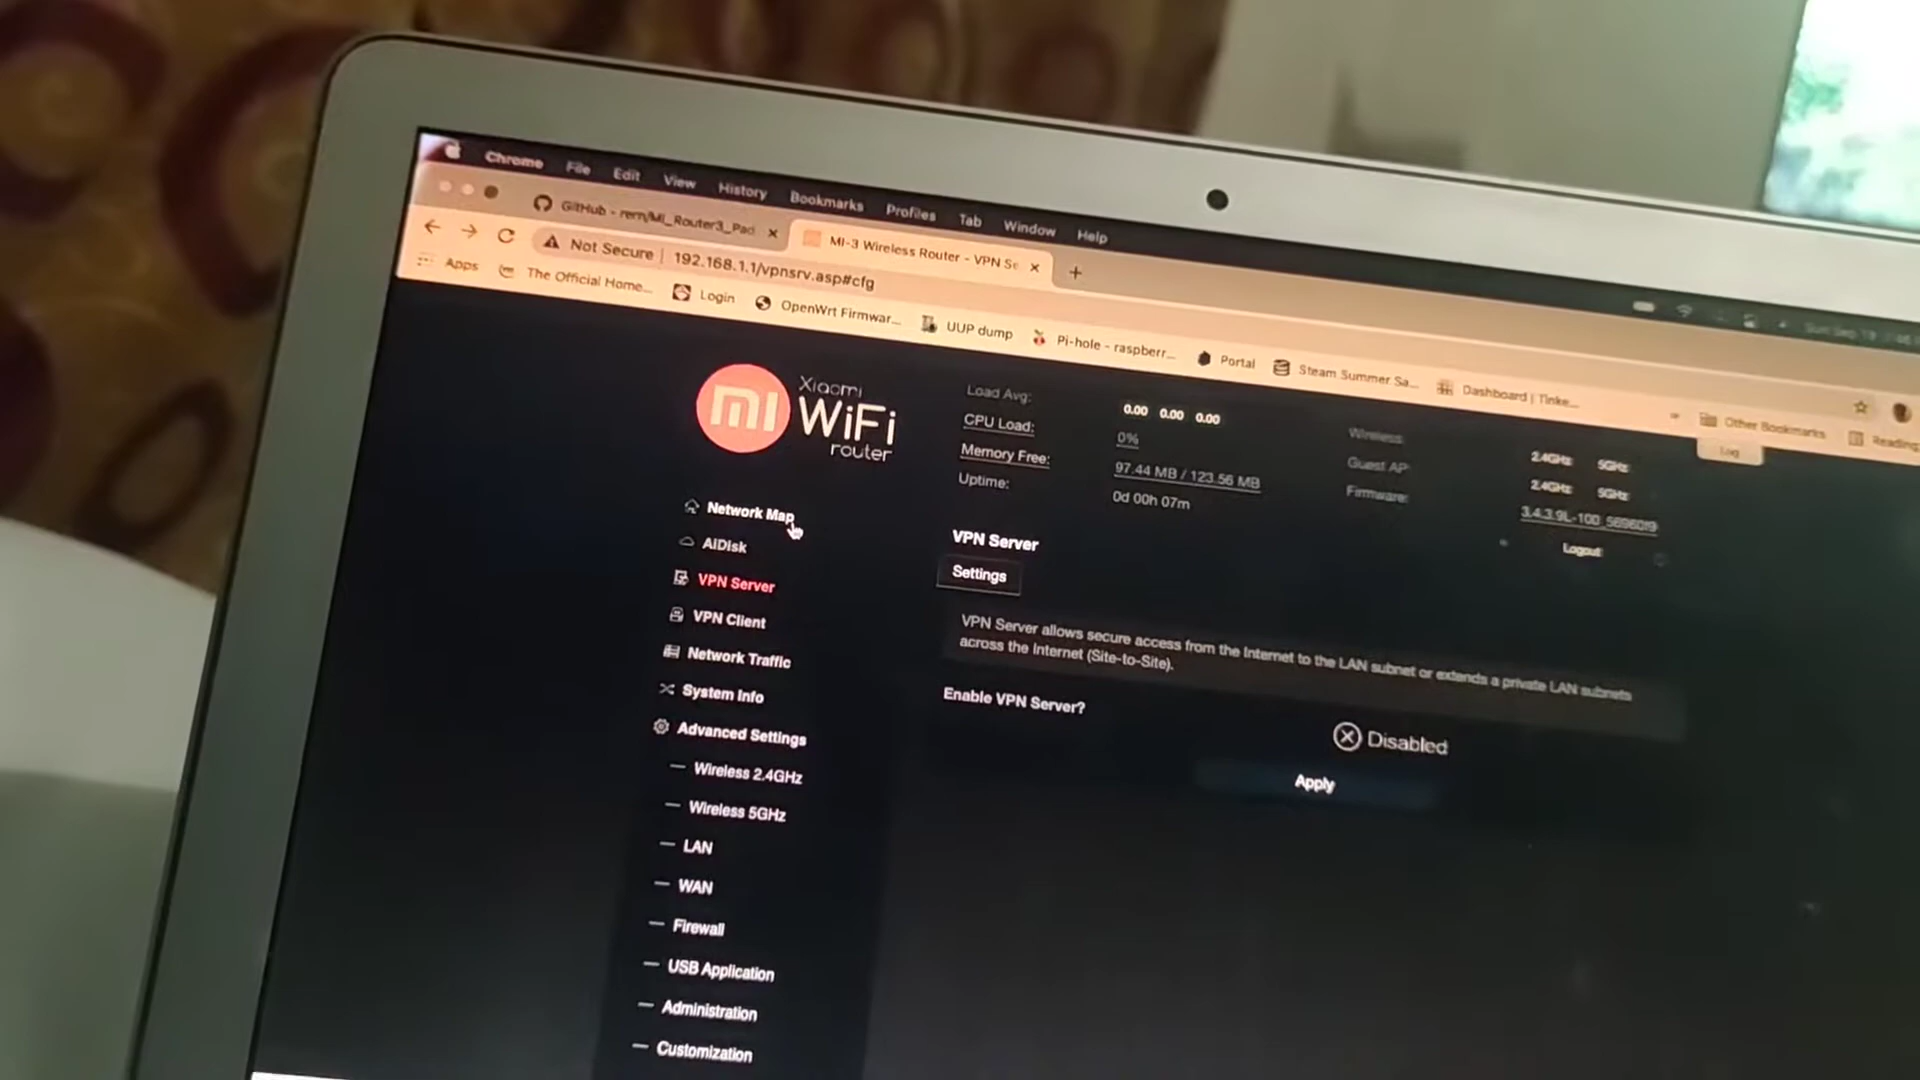 Chrome File Edit View History Bookmarks Profiles Tab Window Help
GitHub - rem/Mi_Router3_Pad
MI-3 Wireless Router - VPN Se
Not Secure | 192.168.1.1/vpnsrv.asp#cfg
Apps The Official Home... Login OpenWrt Firmwar... UUP dump Pi-hole - raspberr... Portal Steam Summer Sa... Dashboard | Tinke... Other Bookmarks Reading
mi Xiaomi
WiFi
router
Load Avg: 0.00 0.00 0.00
CPU Load: 0%
Memory Free: 97.44 MB / 123.56 MB
Uptime: 0d 00h 07m
Log
Wireless: 2.4GHz 5GHz
Guest AP: 2.4GHz 5GHz
Firmware:
Logout
Network Map
AiDisk
VPN Server
VPN Client
Network Traffic
System Info
Advanced Settings
Wireless 2.4GHz
Wireless 5GHz
LAN
WAN
Firewall
USB Application
Administration
Customization
VPN Server
Settings
VPN Server allows secure access from the Internet to the LAN subnet or extends a private LAN subnets
across the Internet (Site-to-Site).
Enable VPN Server?
Disabled
Apply